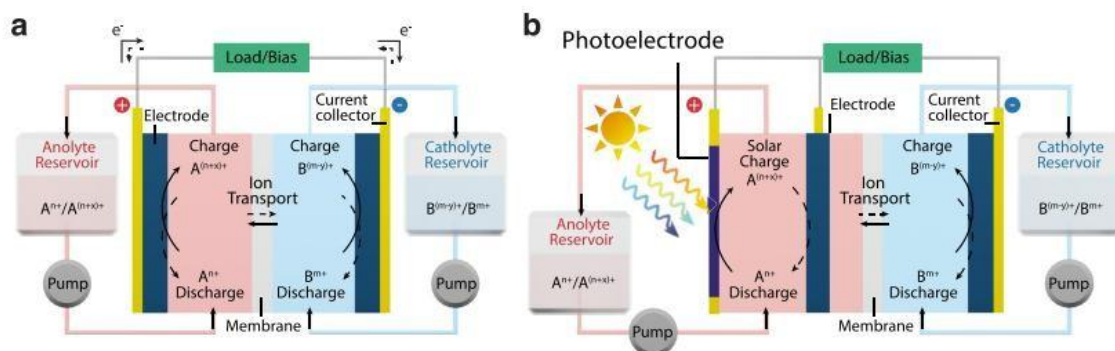 a
e-
e-
Load/Bias
+
-
Electrode
Current
collector
Anolyte
Reservoir
Aⁿ⁺/A⁽ⁿ⁺ˣ⁾⁺
Pump
Charge
A⁽ⁿ⁺ˣ⁾⁺
Charge
B⁽ᵐ⁻ʸ⁾⁺
Ion
Transport
Aⁿ⁺
Discharge
Bᵐ⁺
Discharge
Membrane
Catholyte
Reservoir
B⁽ᵐ⁻ʸ⁾⁺/Bᵐ⁺
Pump
b
Photoelectrode
Load/Bias
+
-
Electrode
Current
collector
Anolyte
Reservoir
Aⁿ⁺/A⁽ⁿ⁺ˣ⁾⁺
Pump
Solar
Charge
A⁽ⁿ⁺ˣ⁾⁺
Charge
B⁽ᵐ⁻ʸ⁾⁺
Ion
Transport
Aⁿ⁺
Discharge
Bᵐ⁺
Discharge
Membrane
Catholyte
Reservoir
B⁽ᵐ⁻ʸ⁾⁺/Bᵐ⁺
Pump